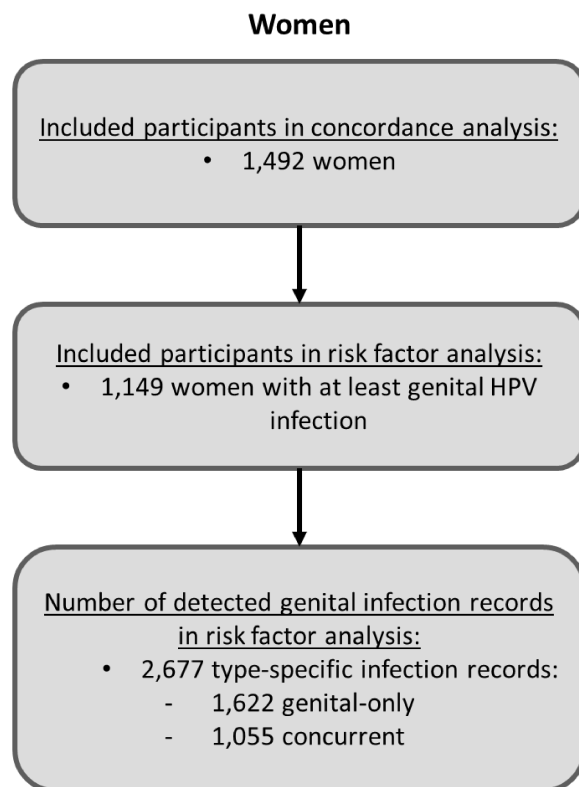 Women
Included participants in concordance analysis:
• 1,492 women
Included participants in risk factor analysis:
• 1,149 women with at least genital HPV
infection
Number of detected genital infection records
in risk factor analysis:
• 2,677 type-specific infection records:
- 1,622 genital-only
- 1,055 concurrent